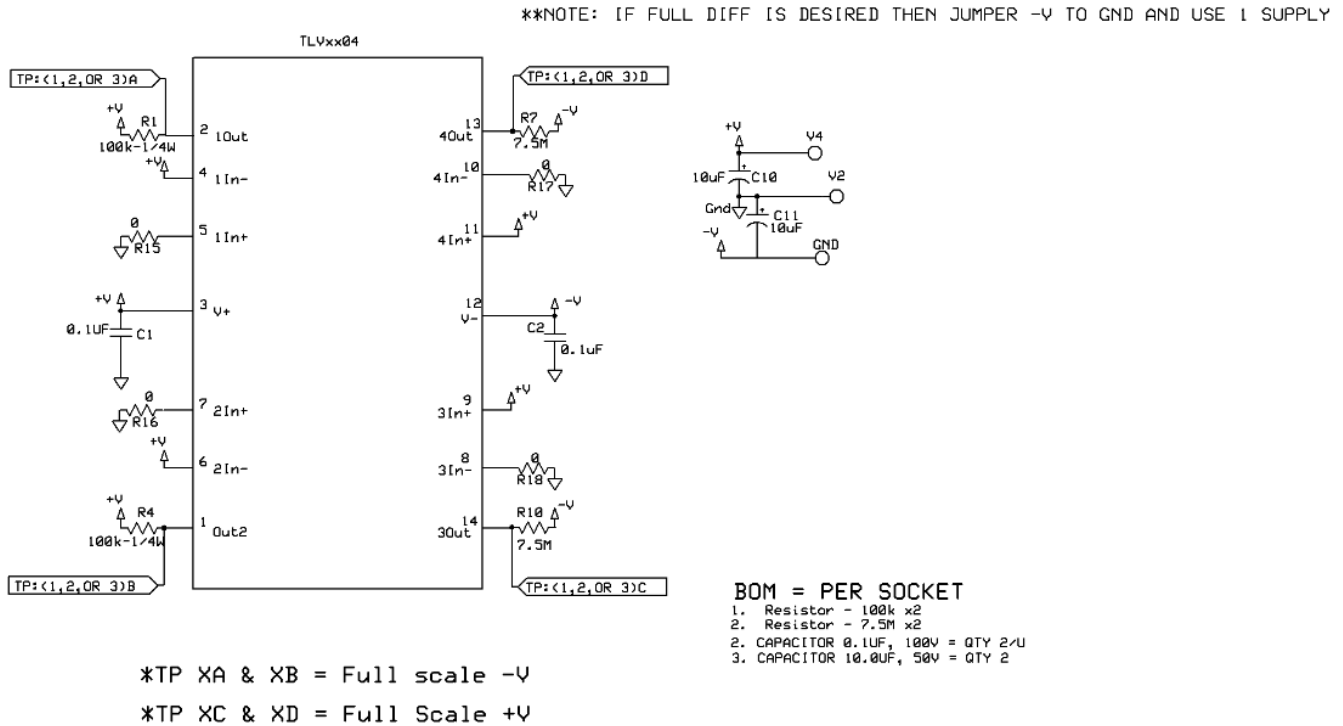 **NOTE: IF FULL DIFF IS DESIRED THEN JUMPER -V TO GND AND USE 1 SUPPLY
TLVxx04
TP:<1,2,OR 3>A
TP:<1,2,OR 3>D
+V
R1
100k-1/4W
2 1Out
+V
4 1In-
0
R15
5 1In+
+V
0.1UF
C1
3 V+
0
R16
7 2In+
+V
6 2In-
+V
R4
100k-1/4W
1 Out2
TP:<1,2,OR 3>B
13
4Out
R7
7.5M
-V
10
4In-
0
R17
11
4In+
+V
12
V-
-V
C2
0.1uF
9
3In+
+V
8
3In-
0
R18
14
3Out
R10
7.5M
-V
TP:<1,2,OR 3>C
+V
V4
10uF
C10
V2
Gnd
+
C11
10uF
-V
GND
BOM = PER SOCKET
1. Resistor - 100k x2
2. Resistor - 7.5M x2
2. CAPACITOR 0.1UF, 100V = QTY 2/U
3. CAPACITOR 10.0UF, 50V = QTY 2
*TP XA & XB = Full scale -V
*TP XC & XD = Full Scale +V